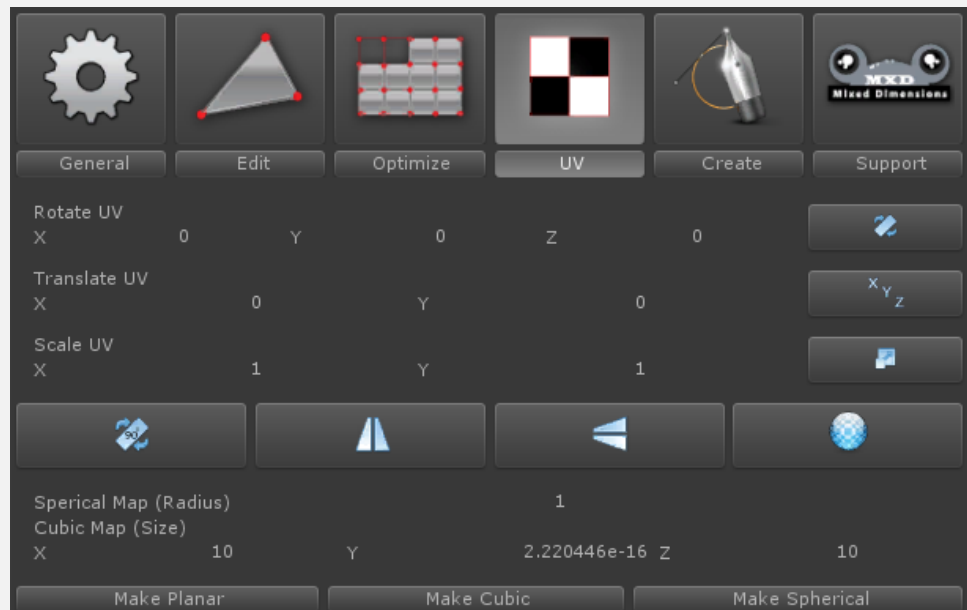 MXD
Mixed Dimensions
General Edit Optimize UV Create Support
Rotate UV
X 0 Y 0 Z 0
Translate UV
X 0 Y 0
X Y Z
Scale UV
X 1 Y 1
90°
Sperical Map (Radius) 1
Cubic Map (Size)
X 10 Y 2.220446e-16 Z 10
Make Planar Make Cubic Make Spherical